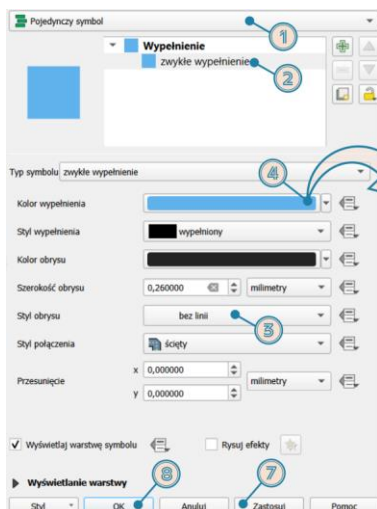 Pojedynczy symbol
1
Wypełnienie
zwykłe wypełnienie
2
Typ symbolu zwykłe wypełnienie
4
Kolor wypełnienia
Styl wypełnienia wypełniony
Kolor obrysu
Szerokość obrysu 0,260000 milimetry
Styl obrysu bez linii
3
Styl połączenia ścięty
Przesunięcie x 0,000000 milimetry
y 0,000000
Wyświetlaj warstwę symbolu Rysuj efekty
Wyświetlanie warstwy
8 7
Styl OK Anuluj Zastosuj Pomoc